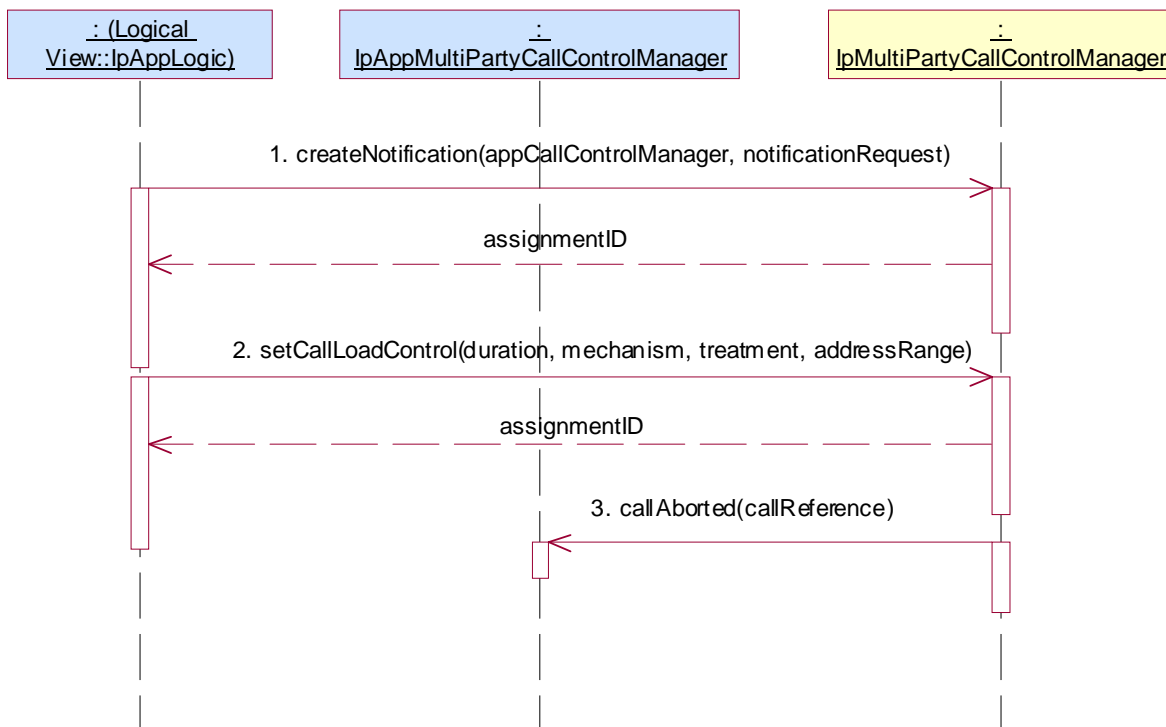 : (Logical
View::IpAppLogic)
:
IpAppMultiPartyCallControlManager
:
IpMultiPartyCallControlManager
1. createNotification(appCallControlManager, notificationRequest)
assignmentID
2. setCallLoadControl(duration, mechanism, treatment, addressRange)
assignmentID
3. callAborted(callReference)